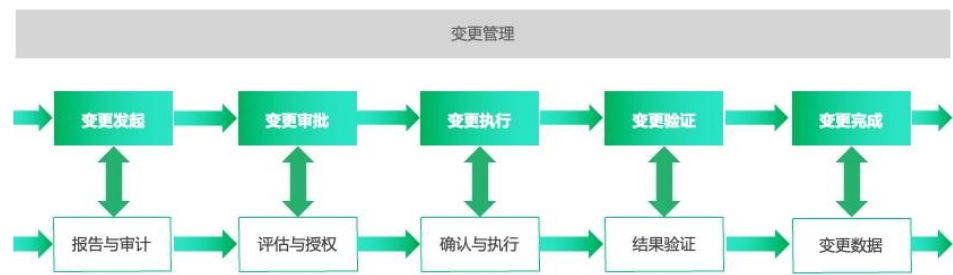 变更管理
变更发起
变更审批
变更执行
变更验证
变更完成
报告与审计
评估与授权
确认与执行
结果验证
变更数据